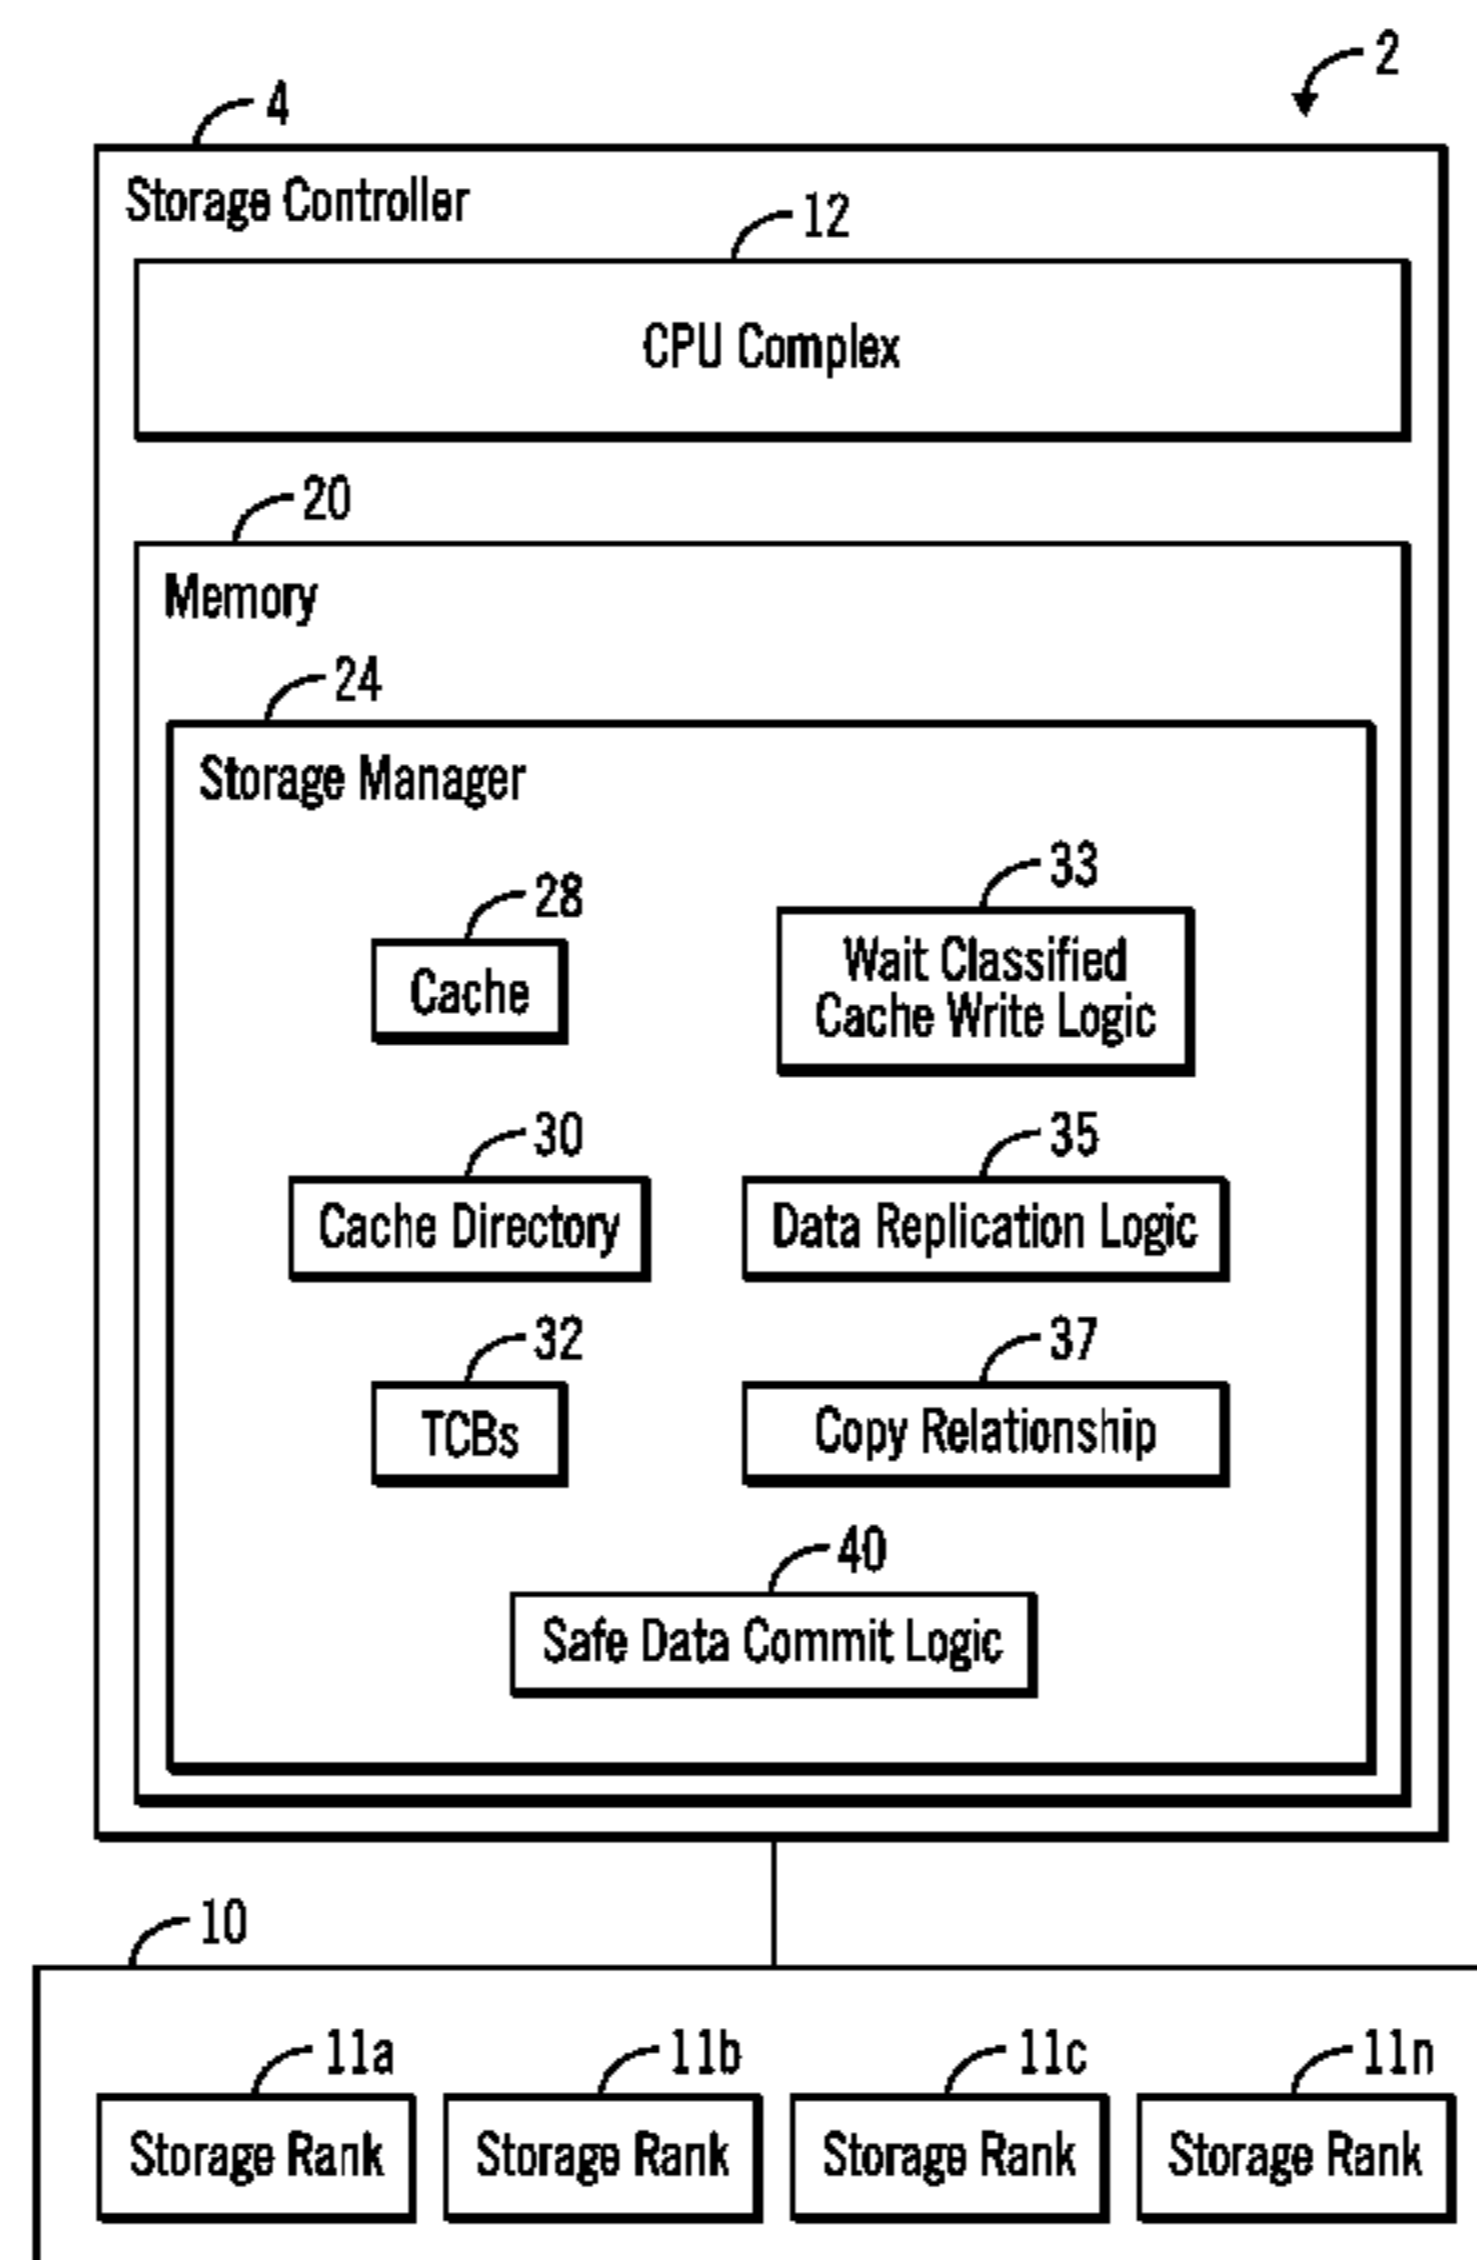 2
4
Storage Controller
12
CPU Complex
20
Memory
24
Storage Manager
28
Cache
33
Wait Classified
Cache Write Logic
30
Cache Directory
35
Data Replication Logic
32
TCBs
37
Copy Relationship
40
Safe Data Commit Logic
10
11a
11b
11c
11n
Storage Rank
Storage Rank
Storage Rank
Storage Rank